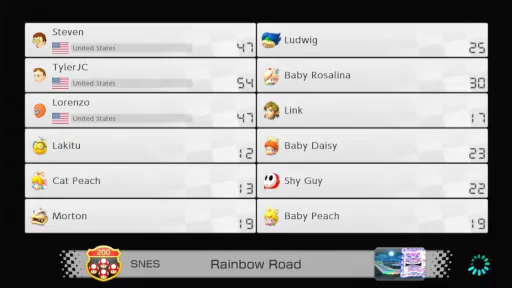 Steven
United States
47
TylerJC
United States
54
Lorenzo
United States
47
Lakitu
12
Cat Peach
13
Morton
19
Ludwig
25
Baby Rosalina
30
Link
17
Baby Daisy
23
Shy Guy
22
Baby Peach
19
200
SNES
Rainbow Road